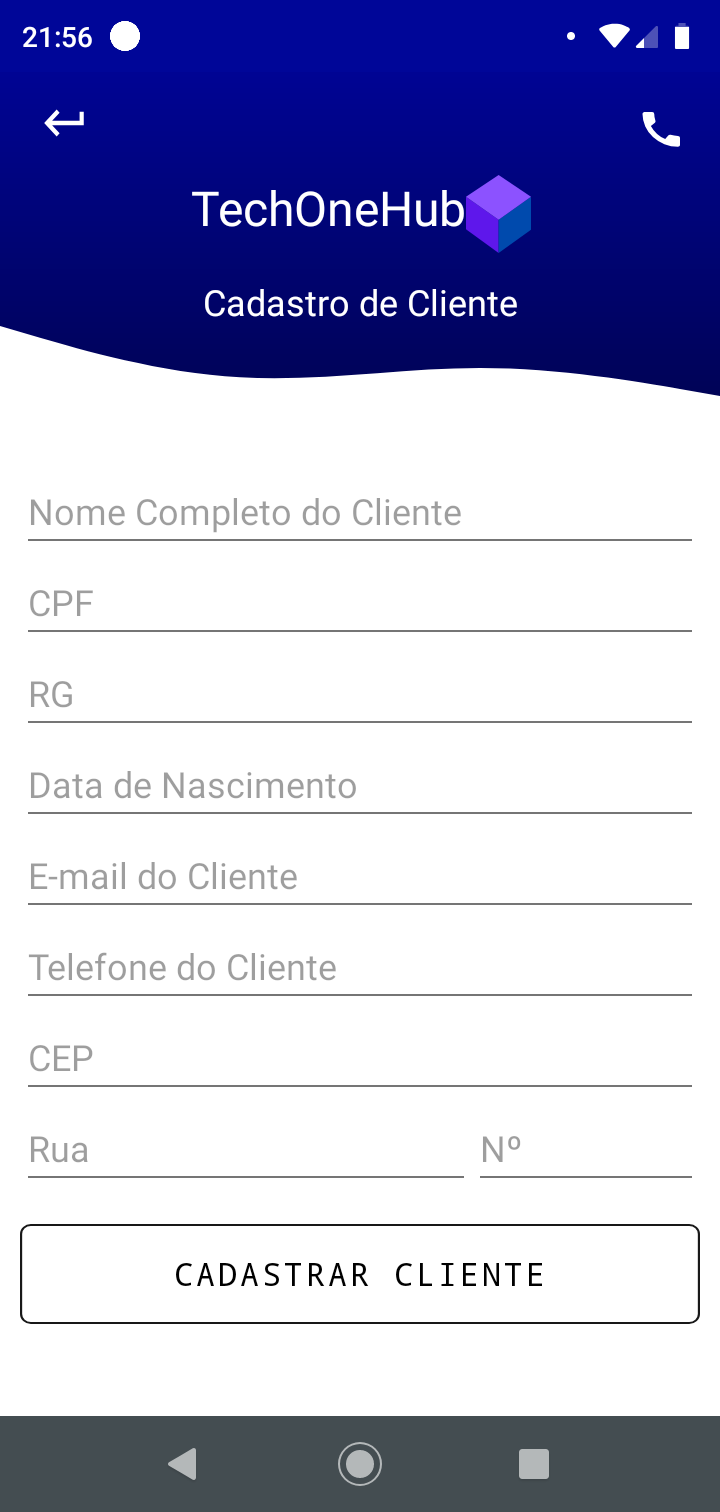 21:56
TechOneHub
Cadastro de Cliente
Nome Completo do Cliente
CPF
RG
Data de Nascimento
E-mail do Cliente
Telefone do Cliente
CEP
Rua Nº
CADASTRAR CLIENTE